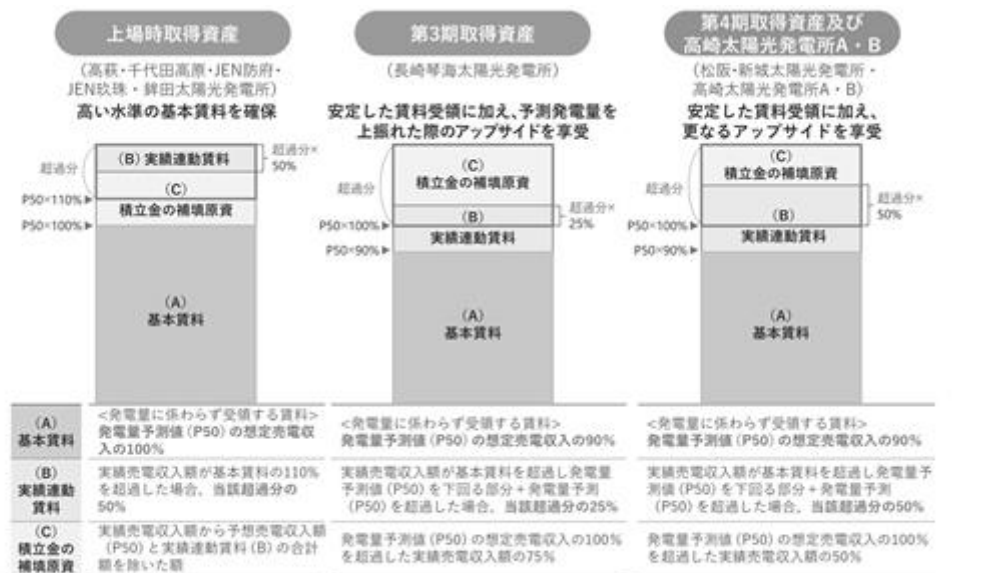 上場時取得資産
(高萩・千代田高原・JEN防府・
JEN玖珠・鉾田太陽光発電所)
高い水準の基本賃料を確保
超過分
(B) 実績連動賃料
超過分×
50%
(C)
積立金の補填原資
P50×110%▶
P50×100%▶
(A)
基本賃料
第3期取得資産
(長崎琴海太陽光発電所)
安定した賃料受領に加え、予測発電量を
上振れた際のアップサイドを享受
超過分
(C)
積立金の補填原資
(B)
実績連動賃料
超過分×
25%
P50×100%▶
P50×90%▶
(A)
基本賃料
第4期取得資産及び
高崎太陽光発電所A・B
(松阪・新城太陽光発電所・
高崎太陽光発電所A・B)
安定した賃料受領に加え、
更なるアップサイドを享受
超過分
(C)
積立金の補填原資
(B)
実績連動賃料
超過分×
50%
P50×100%▶
P50×90%▶
(A)
基本賃料
(A)
基本賃料
<発電量に係わらず受領する賃料>
発電量予測値(P50)の想定売電収
入の100%
<発電量に係わらず受領する賃料>
発電量予測値(P50)の想定売電収入の90%
<発電量に係わらず受領する賃料>
発電量予測値(P50)の想定売電収入の90%
(B)
実績連動
賃料
実績売電収入額が基本賃料の110%
を超過した場合、当該超過分の
50%
実績売電収入額が基本賃料を超過し発電量
予測値(P50)を下回る部分+発電量予測
(P50)を超過した場合、当該超過分の25%
実績売電収入額が基本賃料を超過し発電量予
測値(P50)を下回る部分+発電量予測
(P50)を超過した場合、当該超過分の50%
(C)
積立金の
補填原資
実績売電収入額から予想売電収入額
(P50)と実績連動賃料(B)の合計
額を除いた額
発電量予測値(P50)の想定売電収入の100%
を超過した実績売電収入額の75%
発電量予測値(P50)の想定売電収入の100%
を超過した実績売電収入額の50%